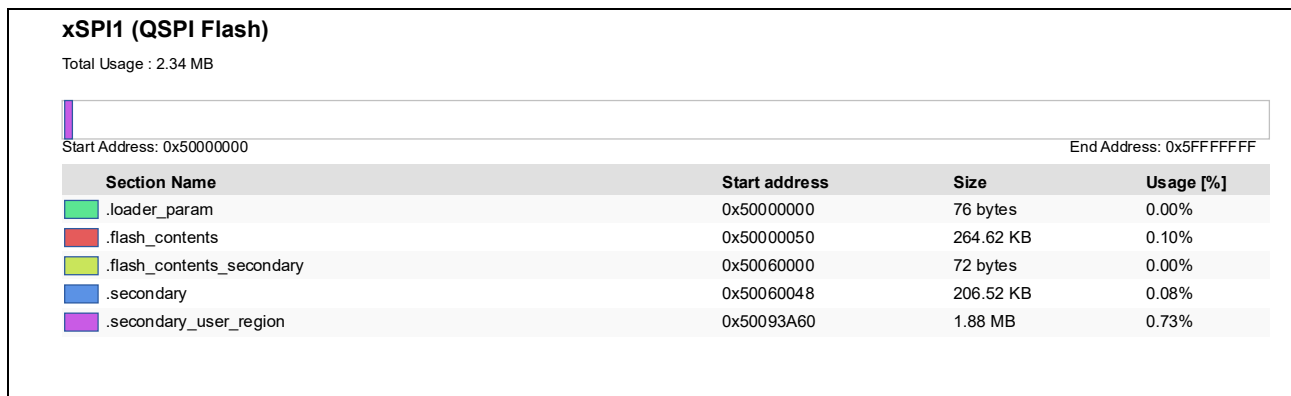 xSPI1 (QSPI Flash)
Total Usage : 2.34 MB
Start Address: 0x50000000 End Address: 0x5FFFFFFF
Section Name Start address Size Usage [%]
.loader_param 0x50000000 76 bytes 0.00%
.flash_contents 0x50000050 264.62 KB 0.10%
.flash_contents_secondary 0x50060000 72 bytes 0.00%
.secondary 0x50060048 206.52 KB 0.08%
.secondary_user_region 0x50093A60 1.88 MB 0.73%